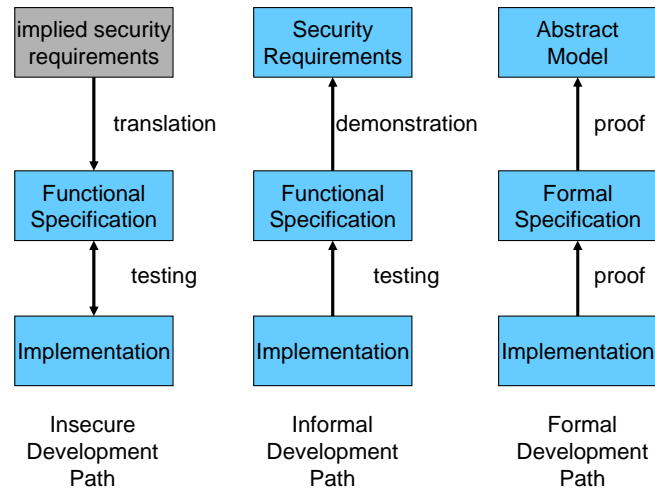 implied security
requirements
translation
Functional
Specification
testing
Implementation
Insecure
Development
Path
Security
Requirements
demonstration
Functional
Specification
testing
Implementation
Informal
Development
Path
Abstract
Model
proof
Formal
Specification
proof
Implementation
Formal
Development
Path